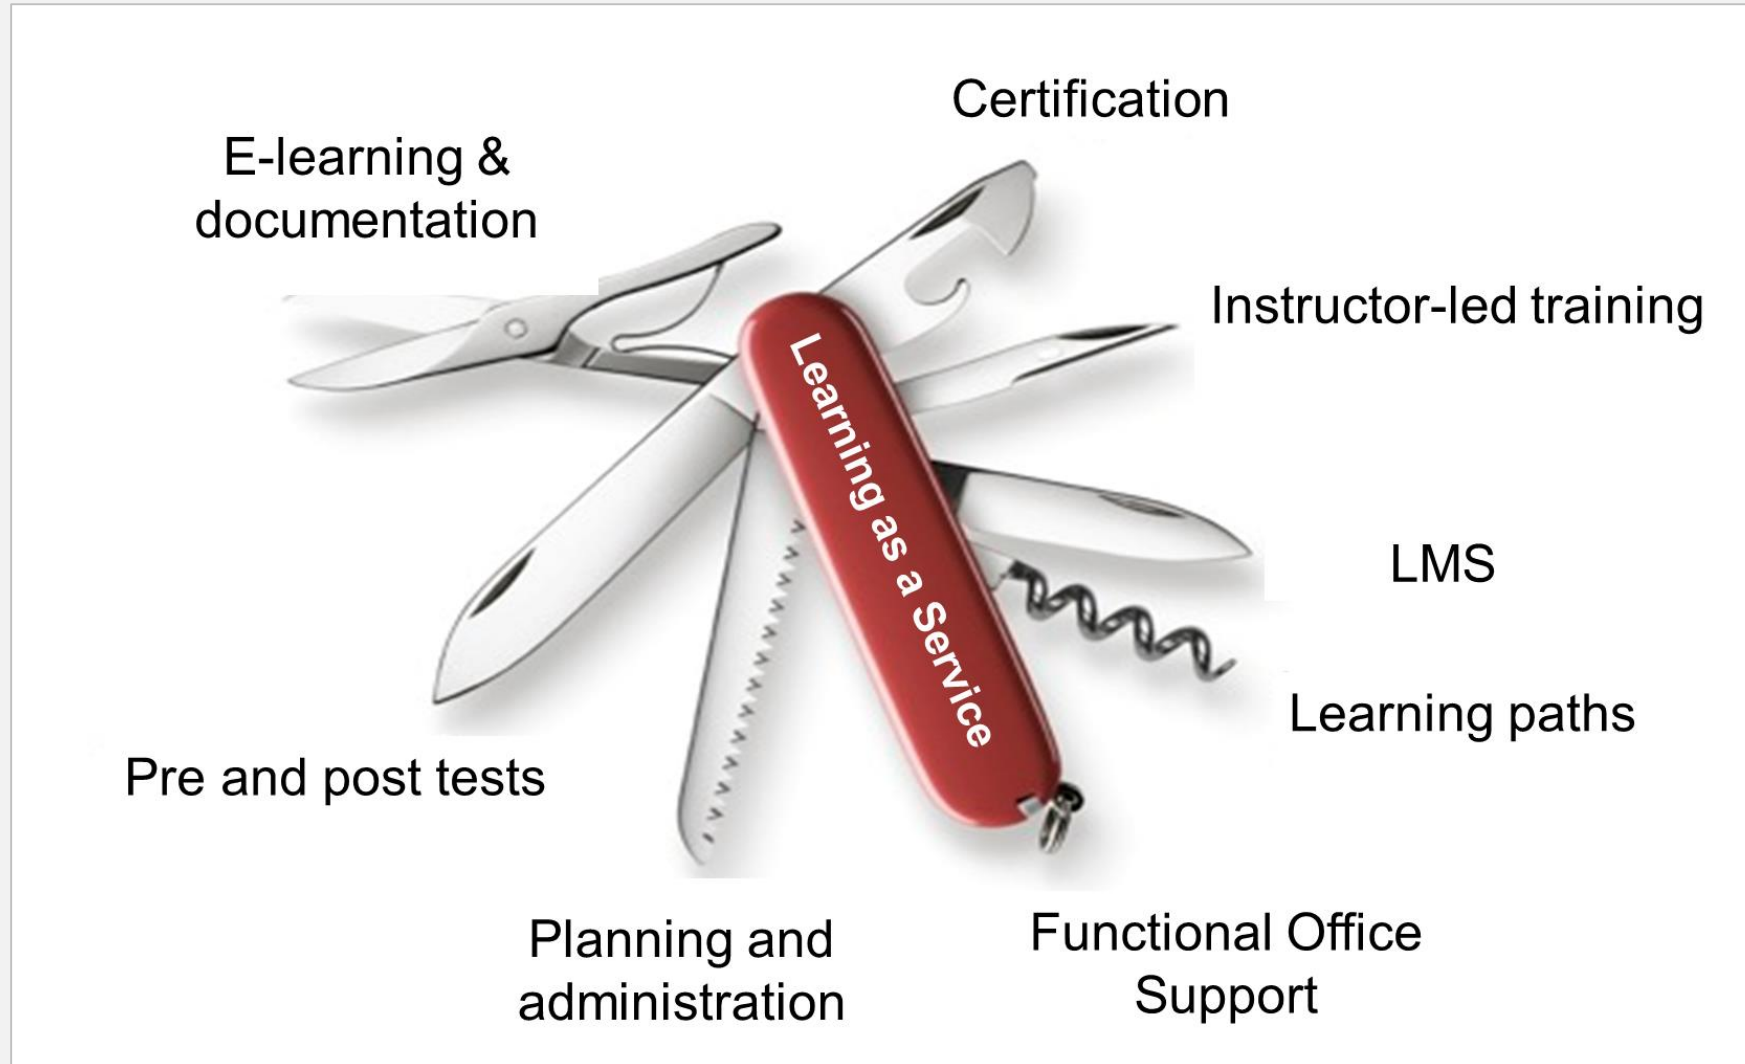 Certification
E-learning &
documentation
Instructor-led training
Learning as a Service
LMS
Learning paths
Pre and post tests
Planning and
administration
Functional Office
Support